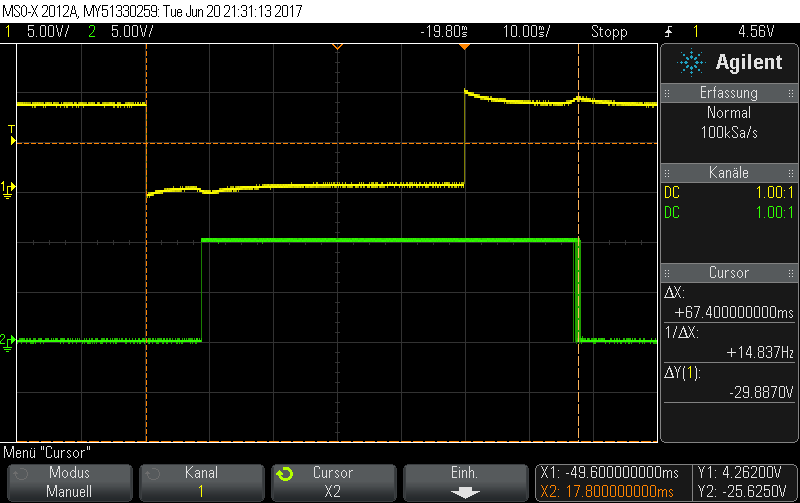 MSO-X 2012A, MY51330259: Tue Jun 20 21:31:13 2017
1 5.00V/ 2 5.00V/ -19.80ms 10.00ms/ Stopp 1 4.56V
Agilent
Erfassung
Normal
100kSa/s
Kanäle
DC 1.00:1
DC 1.00:1
Cursor
ΔX:
+67.400000000ms
1/ΔX:
+14.837Hz
ΔY(1):
-29.8870V
T
1
2
Menü "Cursor"
Modus
Manuell
Kanal
1
Cursor
X2
Einh.
X1: -49.600000000ms
X2: 17.800000000ms
Y1: 4.26200V
Y2: -25.6250V